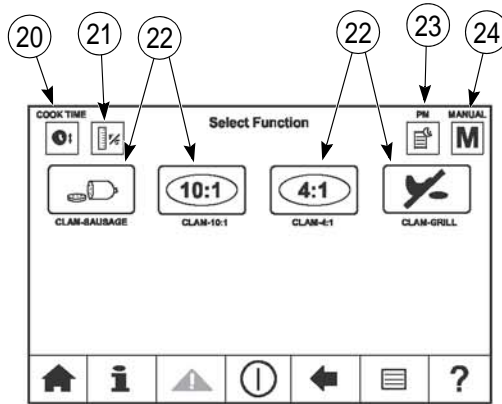 20 21 22 22 23 24
COOK TIME PM MANUAL
Select Function M
10:1 4:1
CLAM-SAUSAGE CLAM-10:1 CLAM-4:1 CLAM-GRILL
i ?